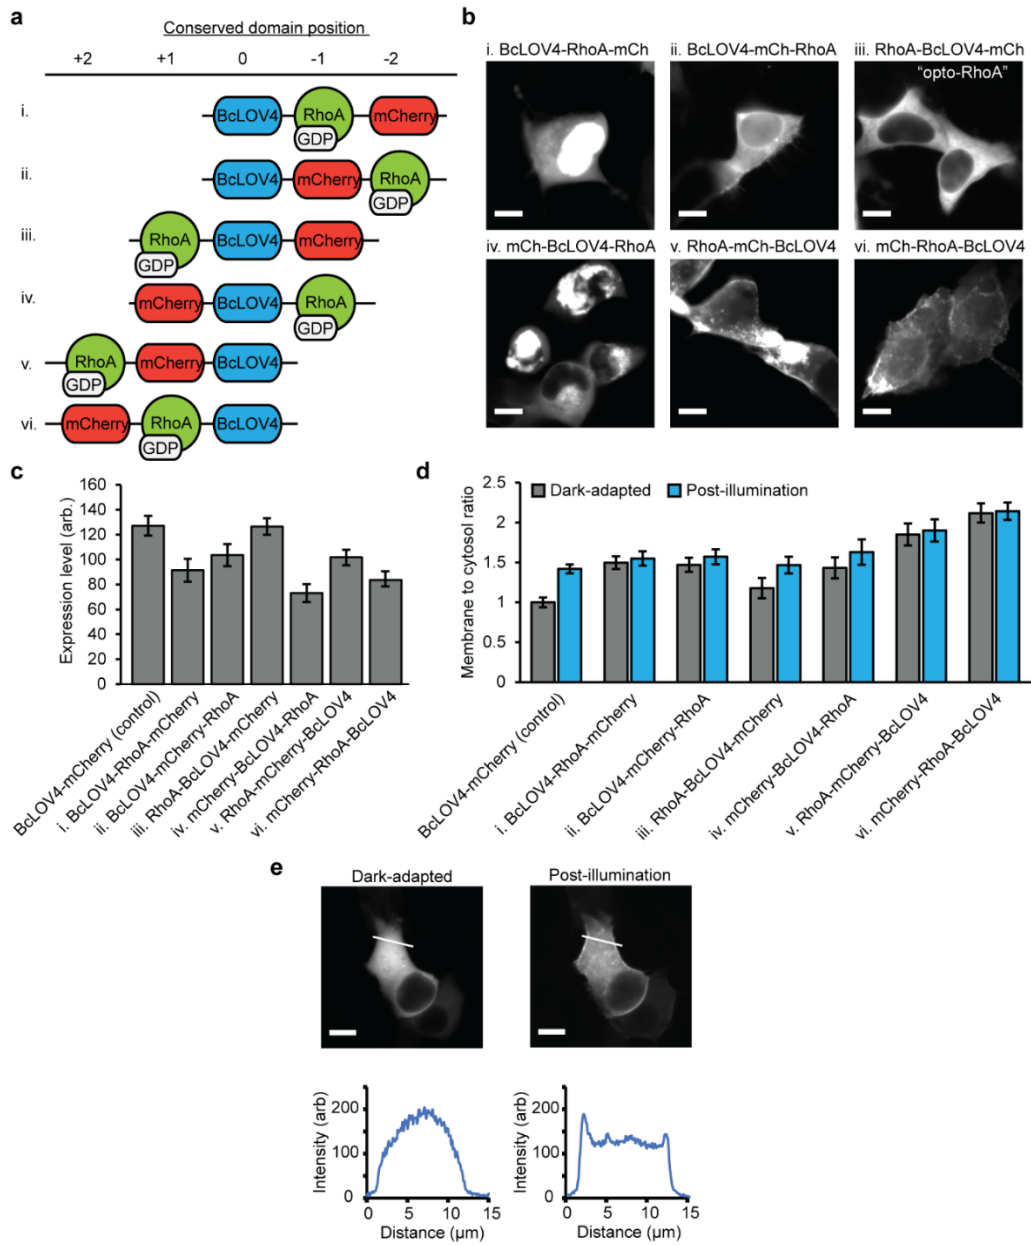 a
Conserved domain position
+2 +1 0 -1 -2
i. BcLOV4 RhoA mCherry
GDP
ii. BcLOV4 mCherry RhoA
GDP
iii. RhoA BcLOV4 mCherry
GDP
iv. mCherry BcLOV4 RhoA
GDP
v. RhoA mCherry BcLOV4
GDP
vi. mCherry RhoA BcLOV4
GDP
b
i. BcLOV4-RhoA-mCh ii. BcLOV4-mCh-RhoA iii. RhoA-BcLOV4-mCh
“opto-RhoA”
iv. mCh-BcLOV4-RhoA v. RhoA-mCh-BcLOV4 vi. mCh-RhoA-BcLOV4
c
Expression level (arb.)
160
140
120
100
80
60
40
20
0
BcLOV4-mCherry (control)
i. BcLOV4-RhoA-mCherry
ii. BcLOV4-mCherry-RhoA
iii. RhoA-BcLOV4-mCherry
iv. mCherry-BcLOV4-RhoA
v. RhoA-mCherry-BcLOV4
vi. mCherry-RhoA-BcLOV4
d
Membrane to cytosol ratio
2.5
2
1.5
1
0.5
0
Dark-adapted Post-illumination
BcLOV4-mCherry (control)
i. BcLOV4-RhoA-mCherry
ii. BcLOV4-mCherry-RhoA
iii. RhoA-BcLOV4-mCherry
iv. mCherry-BcLOV4-RhoA
v. RhoA-mCherry-BcLOV4
vi. mCherry-RhoA-BcLOV4
e
Dark-adapted Post-illumination
Intensity (arb)
200
100
0
0 5 10 15
Distance (µm)
Intensity (arb)
200
100
0
0 5 10 15
Distance (µm)